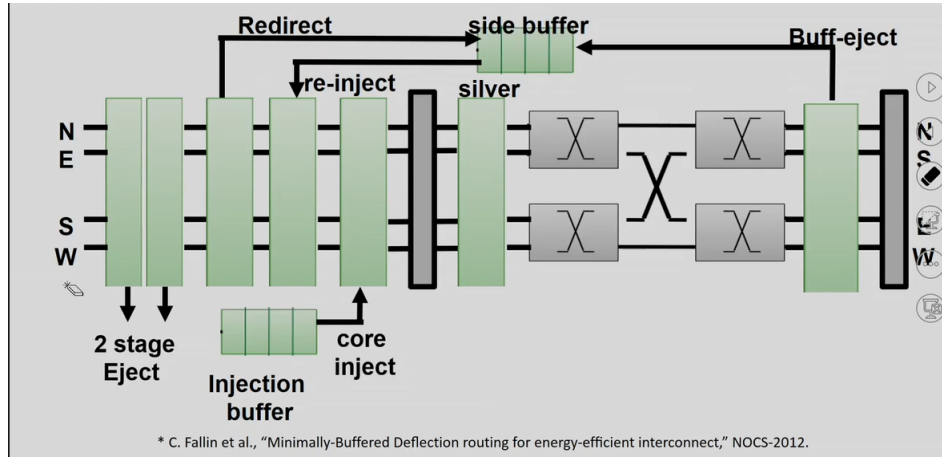 Redirect
side buffer
Buff-eject
re-inject
silver
N
E
S
W
N
S
E
W
2 stage
Eject
Injection
buffer
core
inject
* C. Fallin et al., “Minimally-Buffered Deflection routing for energy-efficient interconnect,” NOCS-2012.